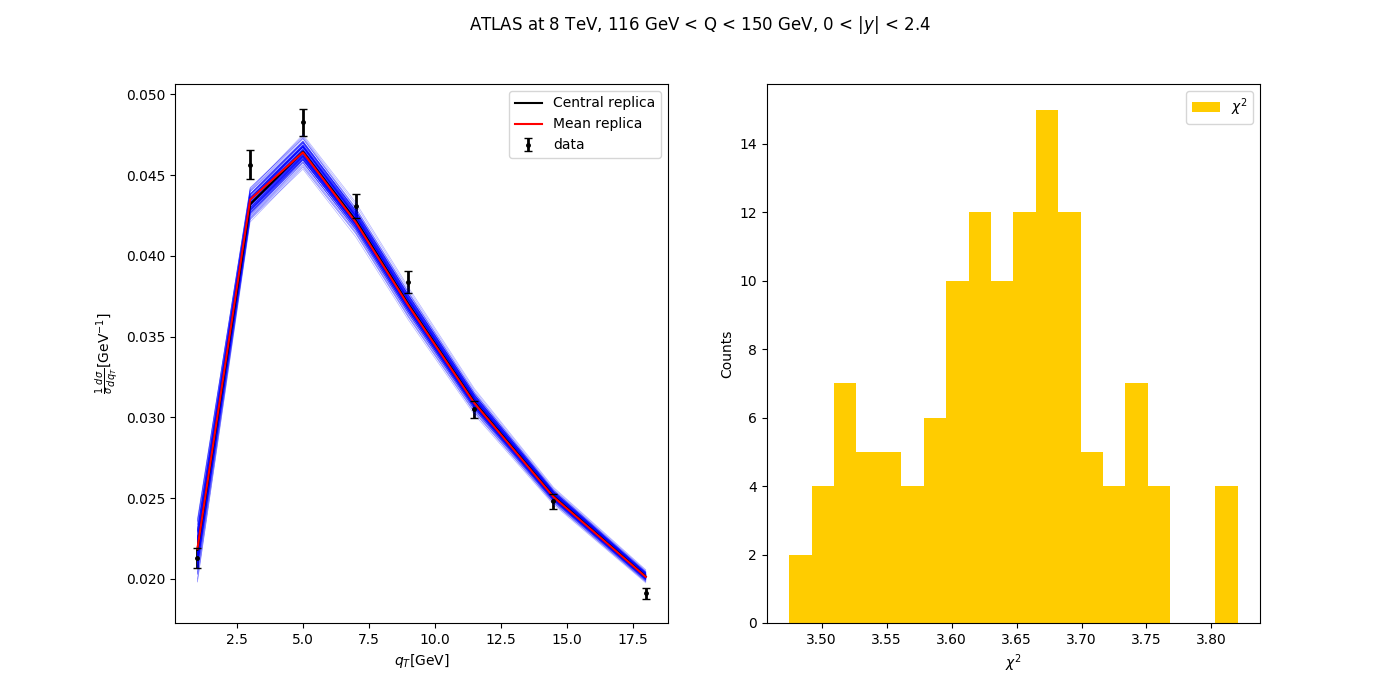 ATLAS at 8 TeV, 116 GeV < Q < 150 GeV, 0 < |y| < 2.4
Central replica
Mean replica
data
0.050
0.045
0.040
0.035
0.030
0.025
0.020
1/σ dσ/dq_T [GeV⁻¹]
2.5 5.0 7.5 10.0 12.5 15.0 17.5
q_T [GeV]
χ²
14
12
10
8
6
4
2
0
Counts
3.50 3.55 3.60 3.65 3.70 3.75 3.80
χ²